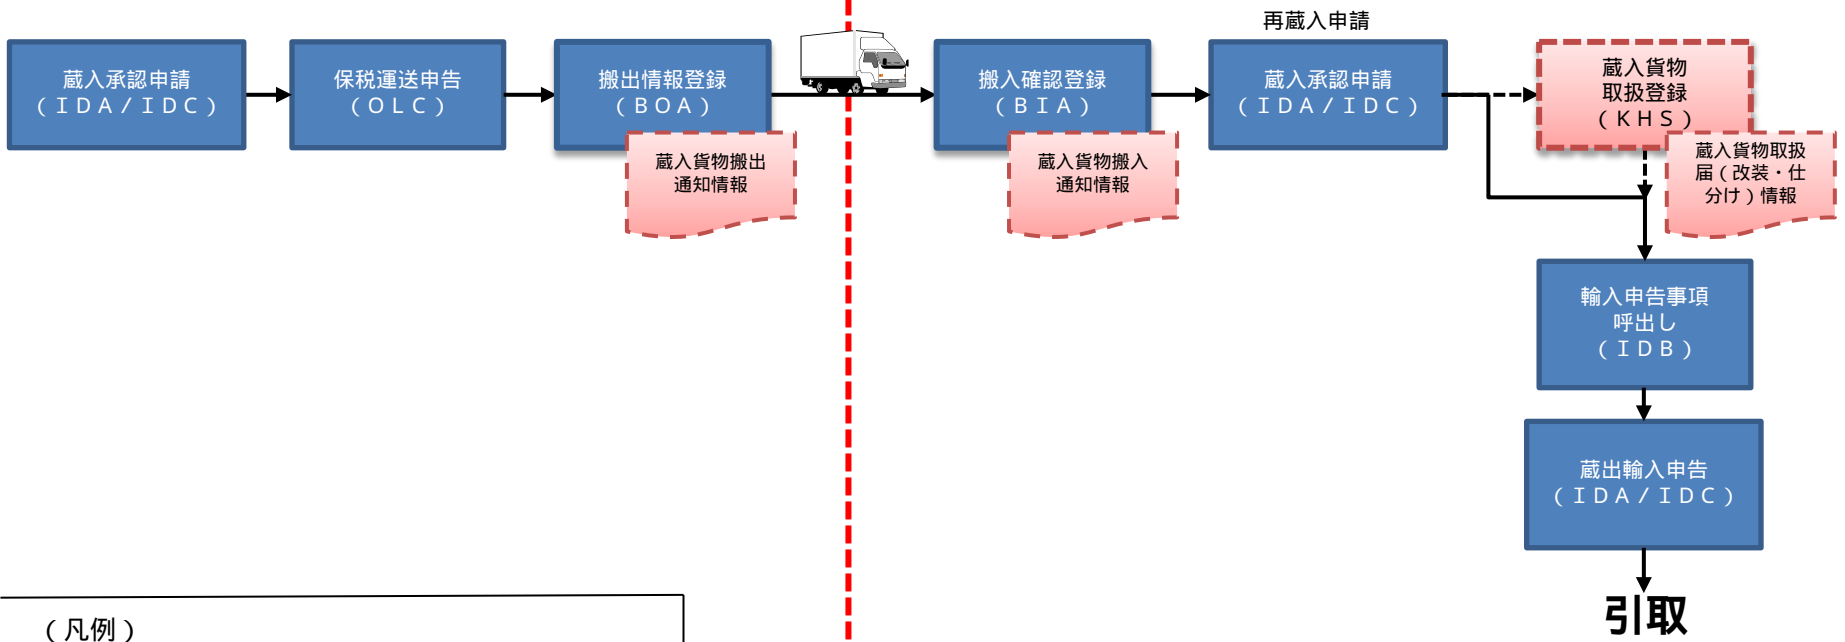 再蔵入申請
蔵入承認申請
(ＩＤＡ/ＩＤＣ)
保税運送申告
(ＯＬＣ)
搬出情報登録
(ＢＯＡ)
蔵入貨物搬出
通知情報
搬入確認登録
(ＢＩＡ)
蔵入貨物搬入
通知情報
蔵入承認申請
(ＩＤＡ/ＩＤＣ)
蔵入貨物
取扱登録
(ＫＨＳ)
蔵入貨物取扱
届(改装・仕
分け)情報
輸入申告事項
呼出し
(ＩＤＢ)
蔵出輸入申告
(ＩＤＡ/ＩＤＣ)
引取
(凡例)